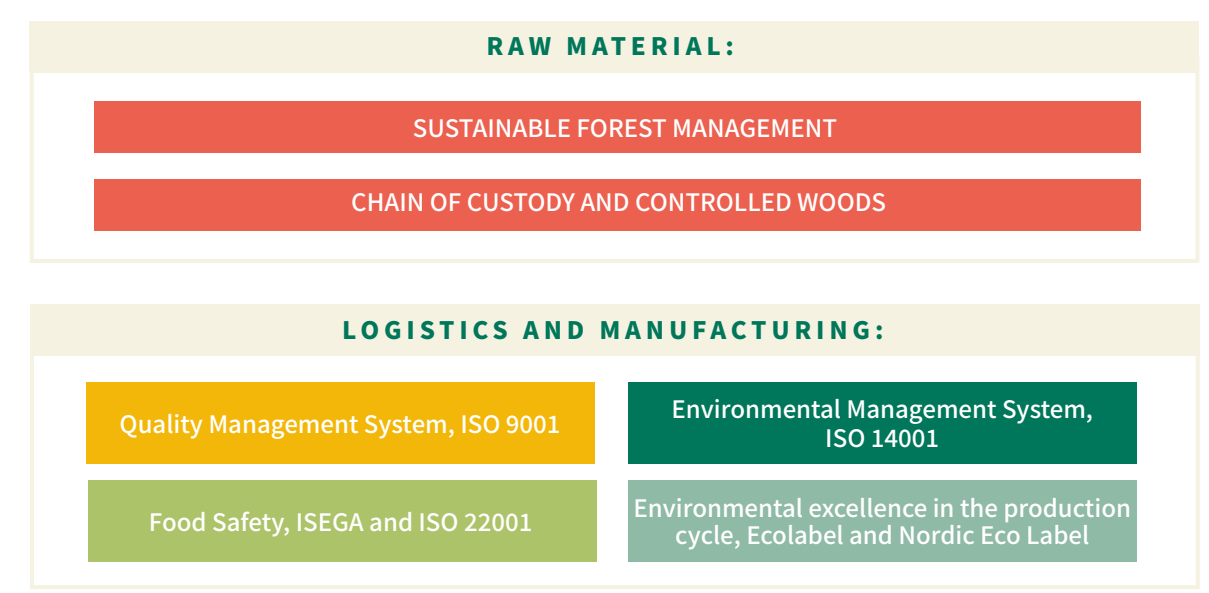 RAW MATERIAL:
SUSTAINABLE FOREST MANAGEMENT
CHAIN OF CUSTODY AND CONTROLLED WOODS
LOGISTICS AND MANUFACTURING:
Quality Management System, ISO 9001
Environmental Management System,
ISO 14001
Food Safety, ISEGA and ISO 22001
Environmental excellence in the production
cycle, Ecolabel and Nordic Eco Label